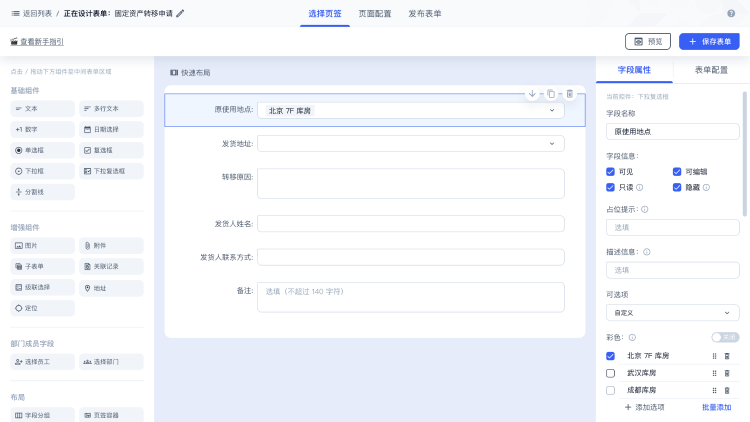 返回列表 / 正在设计表单：固定资产转移申请
选择页签
页面配置
发布表单
查看新手指引
预览
+ 保存表单
点击 / 拖动下方组件至中间表单区域
基础组件
文本
多行文本
+1 数字
日期选择
单选框
复选框
下拉框
下拉复选框
分割线
增强组件
图片
附件
子表单
关联记录
级联选择
地址
定位
部门成员字段
选择员工
选择部门
布局
字段分组
页签容器
快速布局
原使用地点:
北京 7F 库房
发货地址:
转移原因:
发货人姓名:
发货人联系方式:
备注:
选填（不超过 140 字符）
字段属性
表单配置
当前控件：下拉复选框
字段名称
原使用地点
字段信息：
可见
可编辑
只读
隐藏
占位提示：
选填
描述信息：
选填
可选项
自定义
彩色：
关闭
北京 7F 库房
武汉库房
成都库房
+ 添加选项
批量添加